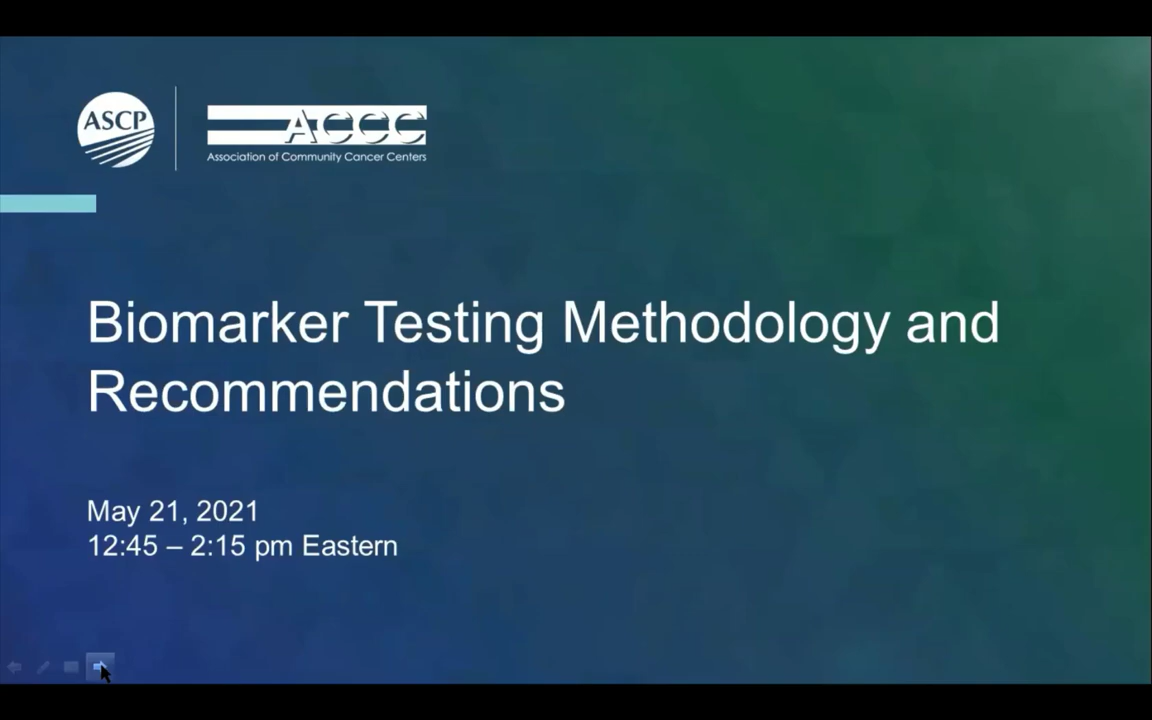 ASCP
ACCC
Association of Community Cancer Centers
Biomarker Testing Methodology and
Recommendations
May 21, 2021
12:45 – 2:15 pm Eastern